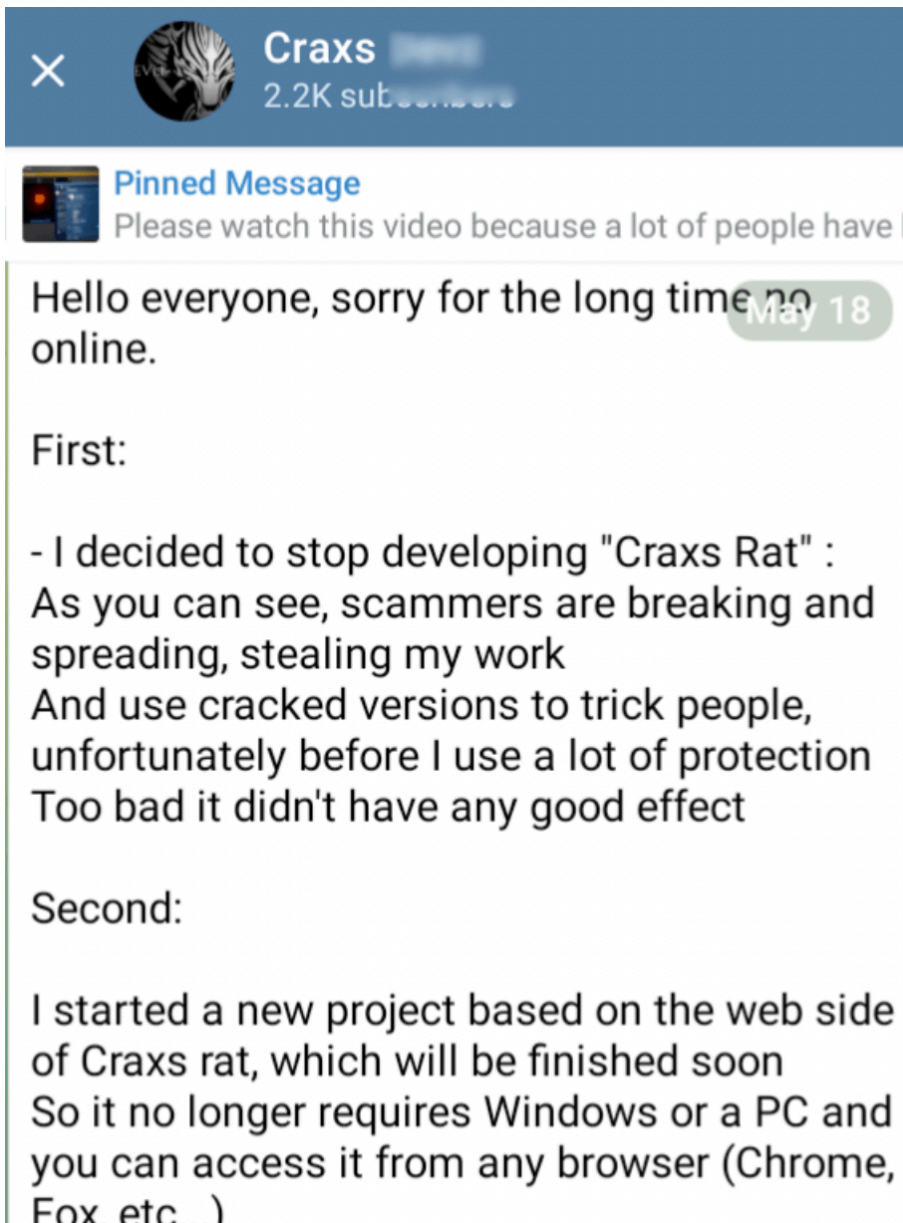 Craxs
2.2K sub
Pinned Message
Please watch this video because a lot of people have
May 18
Hello everyone, sorry for the long time no
online.
First:
- I decided to stop developing "Craxs Rat" :
As you can see, scammers are breaking and
spreading, stealing my work
And use cracked versions to trick people,
unfortunately before I use a lot of protection
Too bad it didn't have any good effect
Second:
I started a new project based on the web side
of Craxs rat, which will be finished soon
So it no longer requires Windows or a PC and
you can access it from any browser (Chrome,
Fox, etc...)